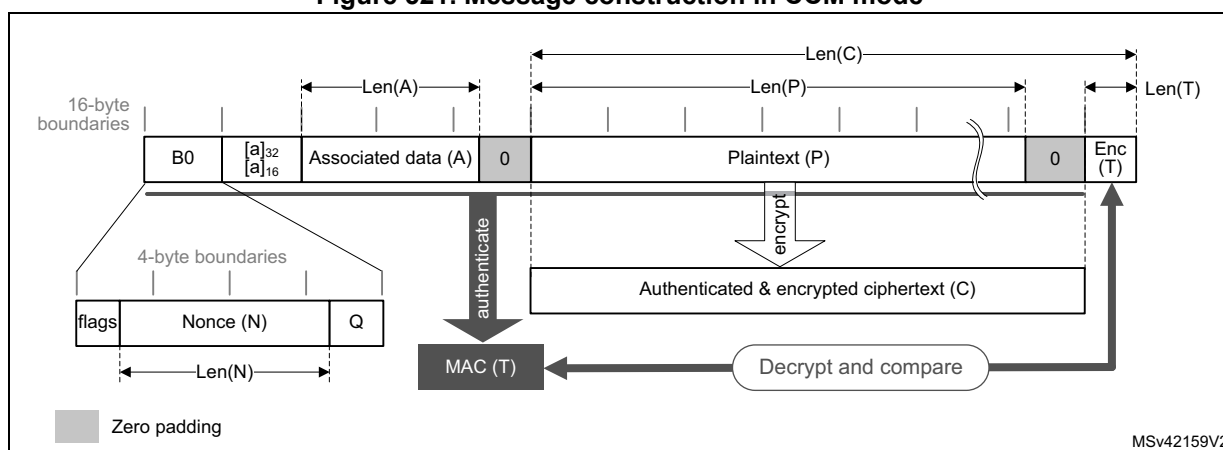 Figure 521. Message construction in CCM mode
Len(C)
Len(A)
Len(P)
Len(T)
16-byte
boundaries
B0
[a]32
[a]16
Associated data (A)
0
Plaintext (P)
0
Enc
(T)
authenticate
encrypt
4-byte boundaries
Authenticated & encrypted ciphertext (C)
flags
Nonce (N)
Q
Len(N)
MAC (T)
Decrypt and compare
Zero padding
MSv42159V2